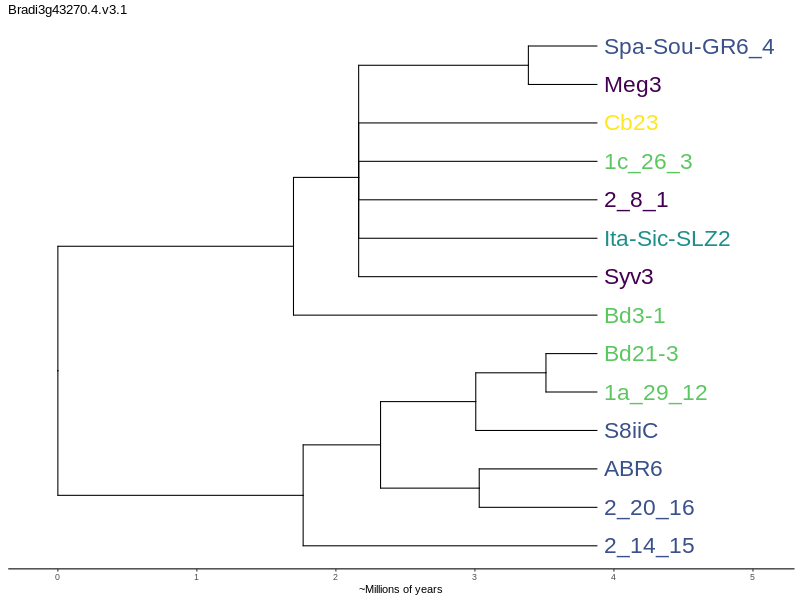 Bradi3g43270.4.v3.1
Spa-Sou-GR6_4
Meg3
Cb23
1c_26_3
2_8_1
Ita-Sic-SLZ2
Syv3
Bd3-1
Bd21-3
1a_29_12
S8iiC
ABR6
2_20_16
2_14_15
0 1 2 3 4 5
~Millions of years